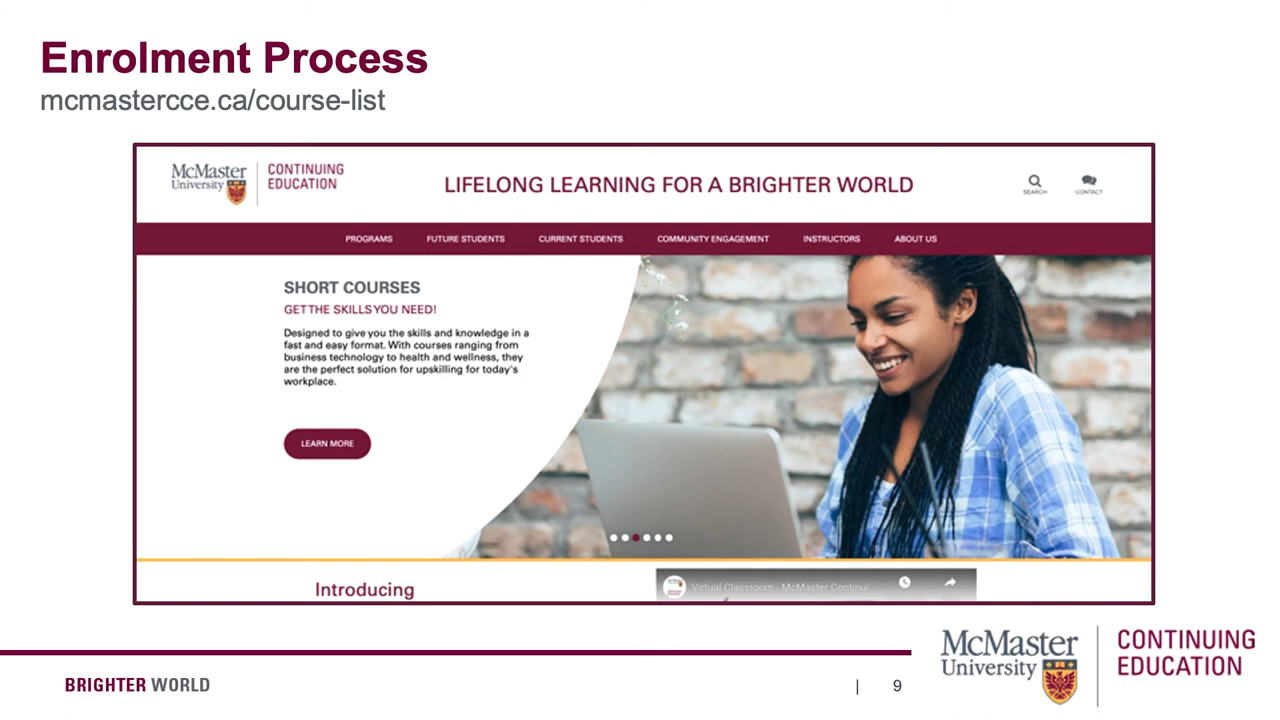 Enrolment Process
mcmastercce.ca/course-list
McMaster
University
CONTINUING
EDUCATION
LIFELONG LEARNING FOR A BRIGHTER WORLD
SEARCH
CONTACT
PROGRAMS
FUTURE STUDENTS
CURRENT STUDENTS
COMMUNITY ENGAGEMENT
INSTRUCTORS
ABOUT US
SHORT COURSES
GET THE SKILLS YOU NEED!
Designed to give you the skills and knowledge in a
fast and easy format. With courses ranging from
business technology to health and wellness, they
are the perfect solution for upskilling for today's
workplace.
LEARN MORE
Introducing
Virtual Classroom - McMaster Continui
BRIGHTER WORLD
| 9
McMaster
University
CONTINUING
EDUCATION